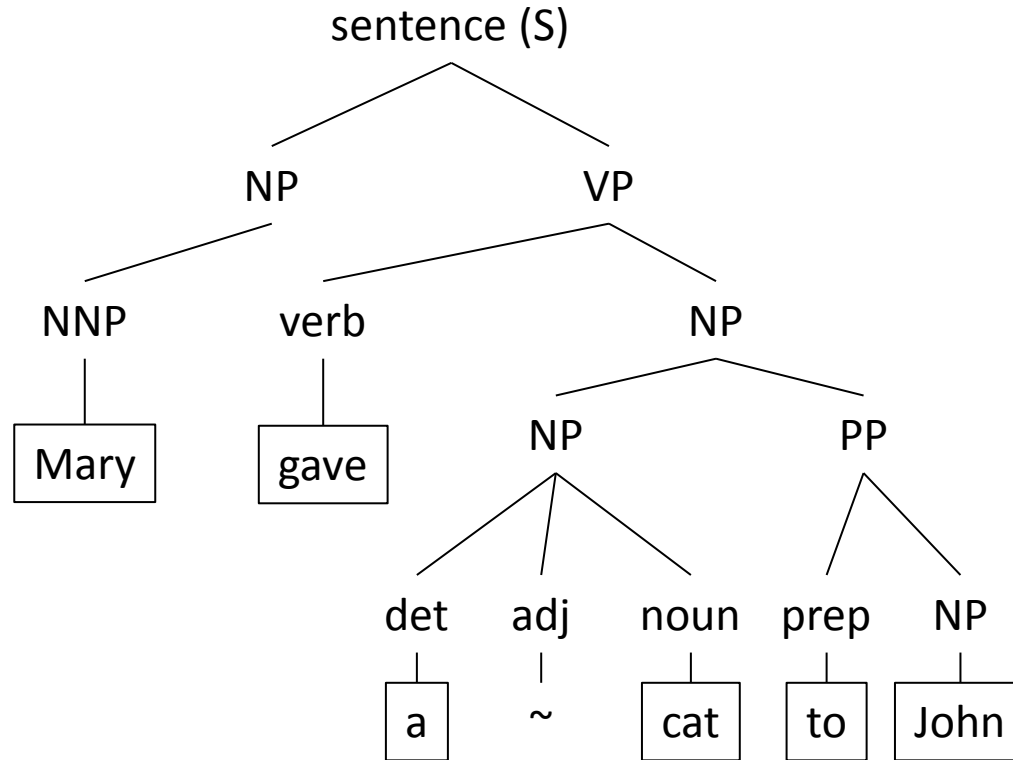 sentence (S)
NP VP
NNP verb NP
Mary gave NP PP
det adj noun prep NP
a ~ cat to John